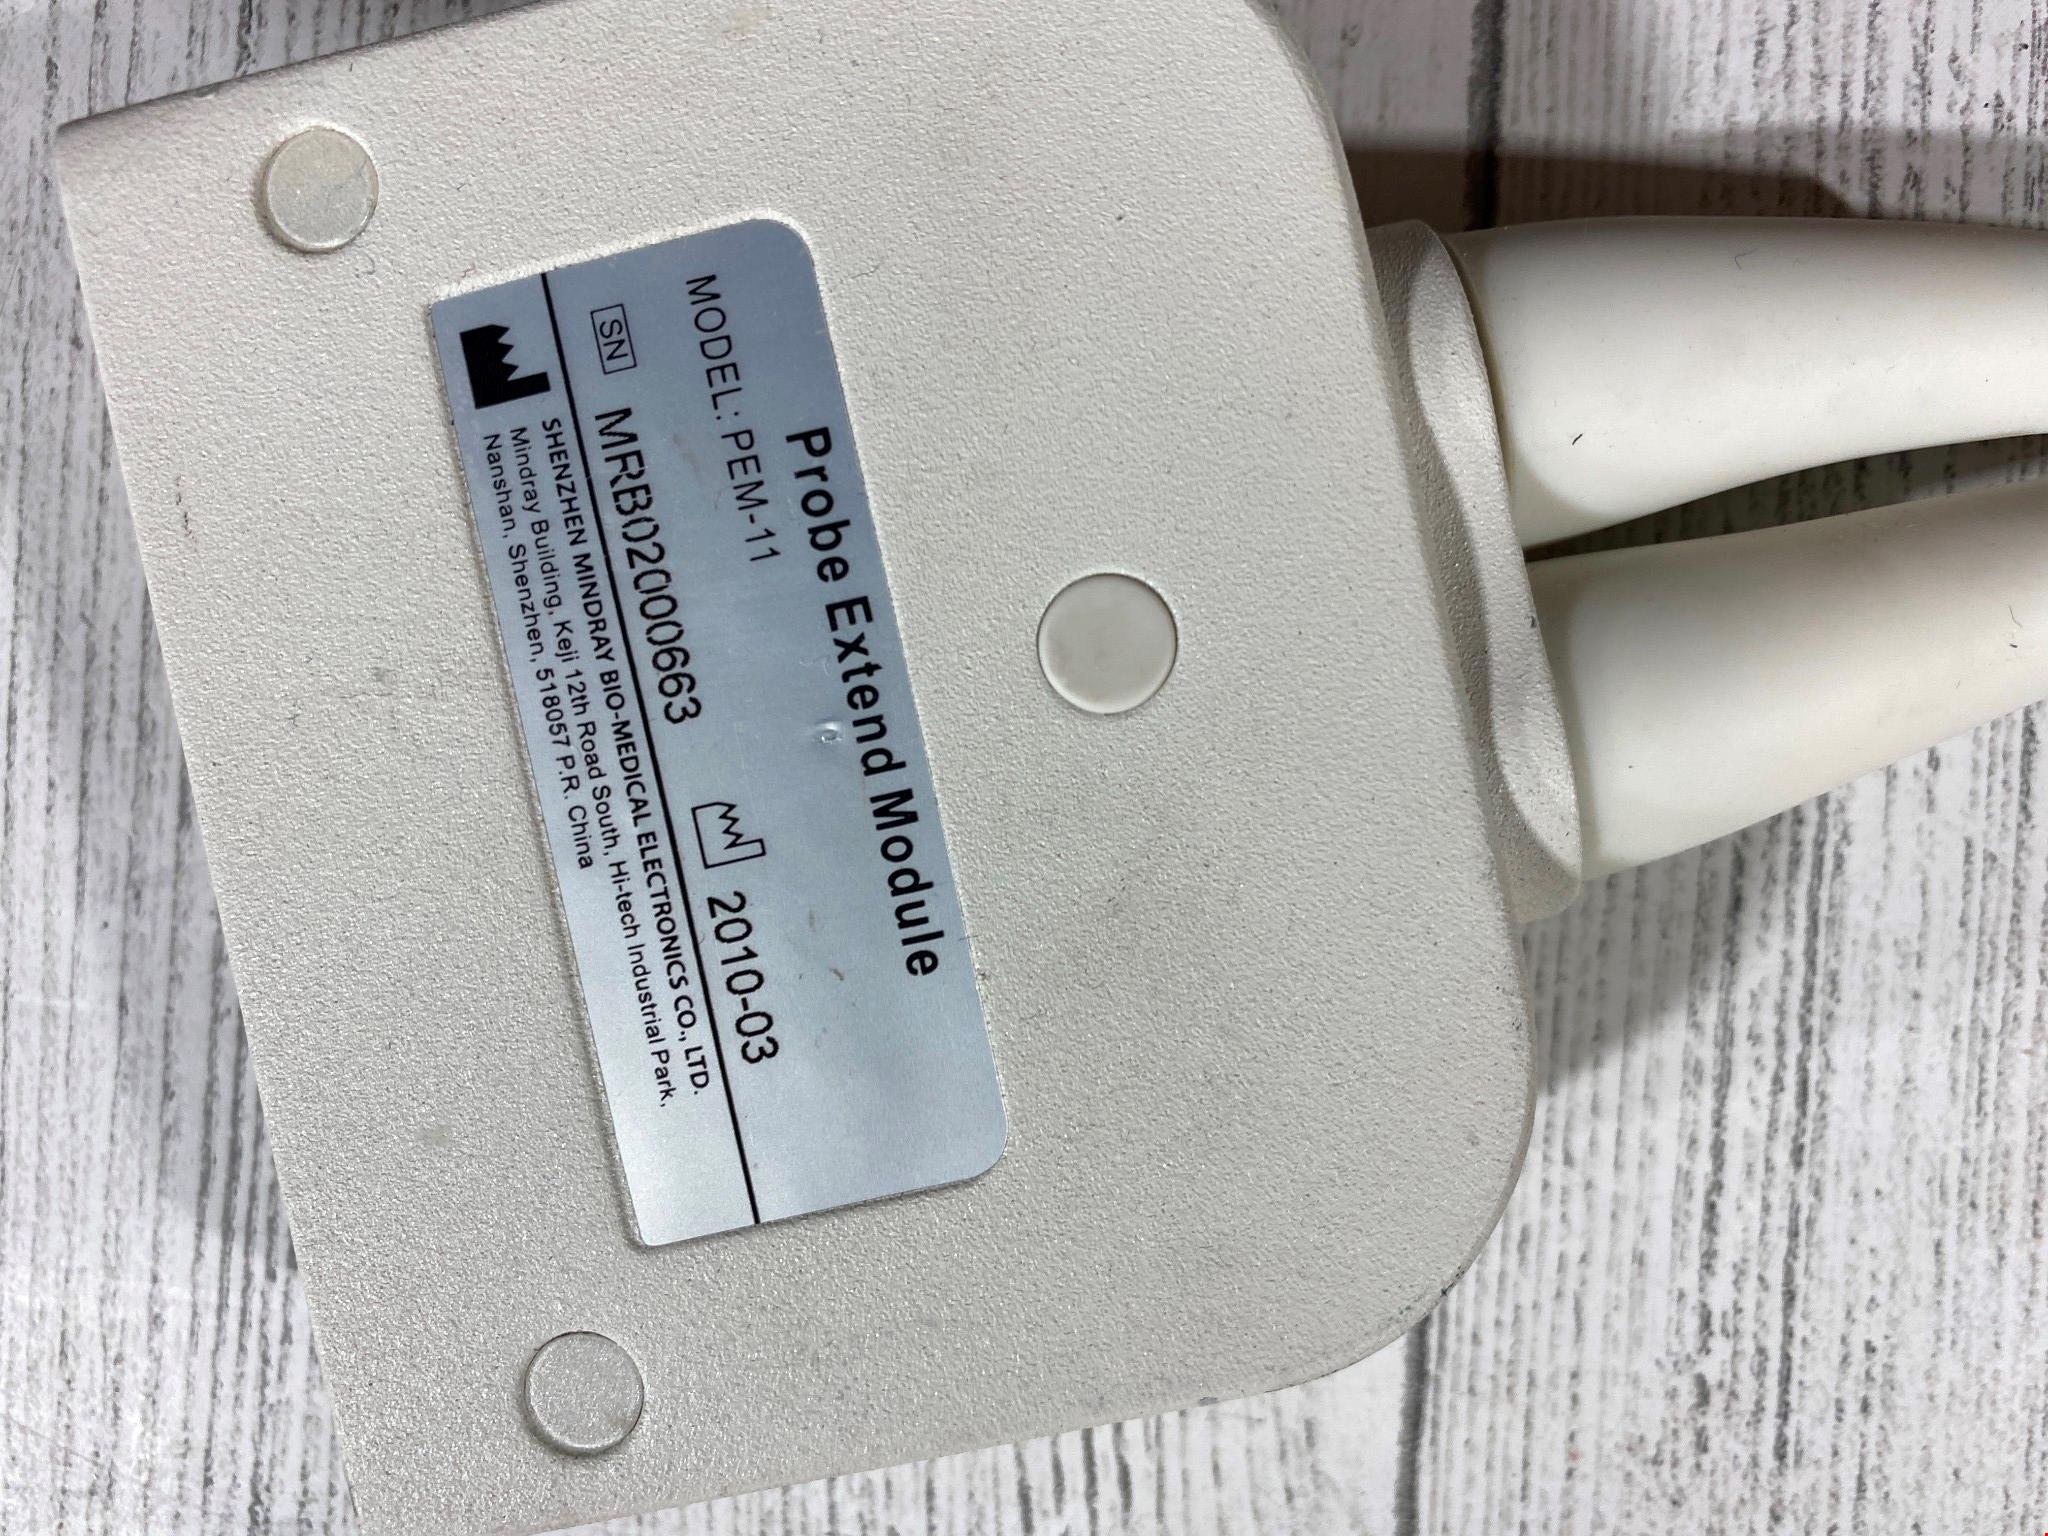 Probe Extend Module
MODEL: PEM-11
SN MRB0200663 2010-03
SHENZHEN MINDRAY BIO-MEDICAL ELECTRONICS CO., LTD.
Mindray Building, Keji 12th Road South, Hi-tech Industrial Park,
Nanshan, Shenzhen, 518057 P.R. China